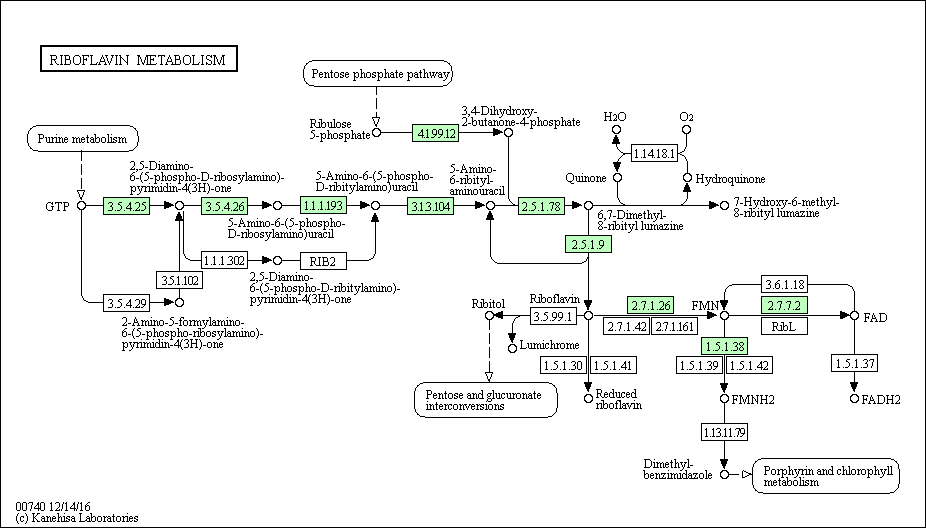 RIBOFLAVIN METABOLISM
Pentose phosphate pathway
Ribulose
5-phosphate
4.1.99.12
3,4-Dihydroxy-
2-butanone-4-phosphate
H2O
O2
1.14.18.1
Quinone
Hydroquinone
Purine metabolism
2,5-Diamino-
6-(5-phospho-D-ribosylamino)-
pyrimidin-4(3H)-one
5-Amino-6-(5-phospho-
D-ribitylamino)uracil
5-Amino-
6-ribityl-
aminouracil
GTP
3.5.4.25
3.5.4.26
1.1.1.193
3.1.3.104
2.5.1.78
7-Hydroxy-6-methyl-
8-ribityl lumazine
5-Amino-6-(5-phospho-
D-ribosylamino)uracil
6,7-Dimethyl-
8-ribityl lumazine
2.5.1.9
1.1.1.302
RIB2
2,5-Diamino-
6-(5-phospho-D-ribitylamino)-
pyrimidin-4(3H)-one
3.5.1.102
3.5.4.29
2-Amino-5-formylamino-
6-(5-phospho-ribosylamino)-
pyrimidin-4(3H)-one
3.6.1.18
Ribitol
Riboflavin
3.5.99.1
2.7.1.26
2.7.1.42
2.7.1.161
FMN
2.7.7.2
RibL
FAD
Lumichrome
1.5.1.38
1.5.1.30
1.5.1.41
1.5.1.39
1.5.1.42
1.5.1.37
Pentose and glucuronate
interconversions
Reduced
riboflavin
FMNH2
FADH2
1.13.11.79
Dimethyl-
benzimidazole
Porphyrin and chlorophyll
metabolism
00740 12/14/16
(c) Kanehisa Laboratories